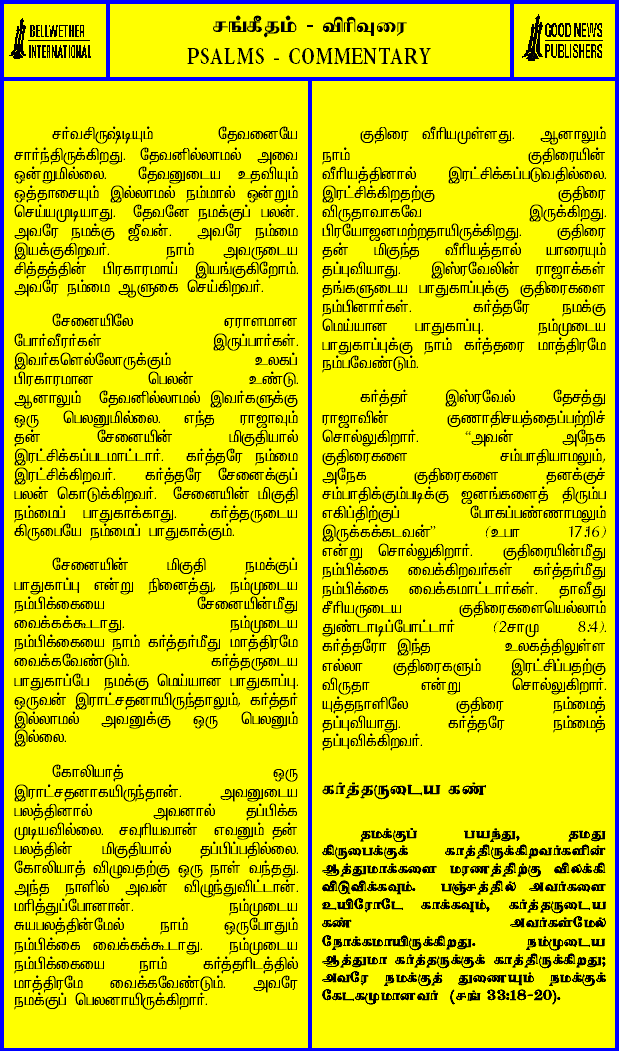 BELLWETHER
INTERNATIONAL
சங்கீதம் - விரிவுரை
PSALMS - COMMENTARY
GOOD NEWS
PUBLISHERS
சர்வசிருஷ்டியும் தேவனையே
சார்ந்திருக்கிறது. தேவனில்லாமல் அவை
ஒன்றுமில்லை. தேவனுடைய உதவியும்
ஒத்தாசையும் இல்லாமல் நம்மால் ஒன்றும்
செய்யமுடியாது. தேவனே நமக்குப் பலன்.
அவரே நமக்கு ஜீவன். அவரே நம்மை
இயக்குகிறவர். நாம் அவருடைய
சித்தத்தின் பிரகாரமாய் இயங்குகிறோம்.
அவரே நம்மை ஆளுகை செய்கிறவர்.
சேனையிலே ஏராளமான
போர்வீரர்கள் இருப்பார்கள்.
இவர்களெல்லோருக்கும் உலகப்
பிரகாரமான பெலன் உண்டு.
ஆனாலும் தேவனில்லாமல் இவர்களுக்கு
ஒரு பெலனுமில்லை. எந்த ராஜாவும்
தன் சேனையின் மிகுதியால்
இரட்சிக்கப்படமாட்டார். கர்த்தரே நம்மை
இரட்சிக்கிறவர். கர்த்தரே சேனைக்குப்
பலன் கொடுக்கிறவர். சேனையின் மிகுதி
நம்மைப் பாதுகாக்காது. கர்த்தருடைய
கிருபையே நம்மைப் பாதுகாக்கும்.
சேனையின் மிகுதி நமக்குப்
பாதுகாப்பு என்று நினைத்து, நம்முடைய
நம்பிக்கையை சேனையின்மீது
வைக்கக்கூடாது. நம்முடைய
நம்பிக்கையை நாம் கர்த்தர்மீது மாத்திரமே
வைக்கவேண்டும். கர்த்தருடைய
பாதுகாப்பே நமக்கு மெய்யான பாதுகாப்பு.
ஒருவன் இராட்சதனாயிருந்தாலும், கர்த்தர்
இல்லாமல் அவனுக்கு ஒரு பெலனும்
இல்லை.
கோலியாத் ஒரு
இராட்சதனாகயிருந்தான். அவனுடைய
பலத்தினால் அவனால் தப்பிக்க
முடியவில்லை. சவுரியவான் எவனும் தன்
பலத்தின் மிகுதியால் தப்பிப்பதில்லை.
கோலியாத் விழுவதற்கு ஒரு நாள் வந்தது.
அந்த நாளில் அவன் விழுந்துவிட்டான்.
மரித்துப்போனான். நம்முடைய
சுயபலத்தின்மேல் நாம் ஒருபோதும்
நம்பிக்கை வைக்கக்கூடாது. நம்முடைய
நம்பிக்கையை நாம் கர்த்தரிடத்தில்
மாத்திரமே வைக்கவேண்டும். அவரே
நமக்குப் பெலனாயிருக்கிறார்.
குதிரை வீரியமுள்ளது. ஆனாலும்
நாம் குதிரையின்
வீரியத்தினால் இரட்சிக்கப்படுவதில்லை.
இரட்சிக்கிறதற்கு குதிரை
விருதாவாகவே இருக்கிறது.
பிரயோஜனமற்றதாயிருக்கிறது. குதிரை
தன் மிகுந்த வீரியத்தால் யாரையும்
தப்புவியாது. இஸ்ரவேலின் ராஜாக்கள்
தங்களுடைய பாதுகாப்புக்கு குதிரைகளை
நம்பினார்கள். கர்த்தரே நமக்கு
மெய்யான பாதுகாப்பு. நம்முடைய
பாதுகாப்புக்கு நாம் கர்த்தரை மாத்திரமே
நம்பவேண்டும்.
கர்த்தர் இஸ்ரவேல் தேசத்து
ராஜாவின் குணாதிசயத்தைப்பற்றிச்
சொல்லுகிறார். “அவன் அநேக
குதிரைகளை சம்பாதியாமலும்,
அநேக குதிரைகளை தனக்குச்
சம்பாதிக்கும்படிக்கு ஜனங்களைத் திரும்ப
எகிப்திற்குப் போகப்பண்ணாமலும்
இருக்கக்கடவன்” (உபா 17:16)
என்று சொல்லுகிறார். குதிரையின்மீது
நம்பிக்கை வைக்கிறவர்கள் கர்த்தர்மீது
நம்பிக்கை வைக்கமாட்டார்கள். தாவீது
சீரியருடைய குதிரைகளையெல்லாம்
துண்டாடிப்போட்டார் (2சாமு 8:4).
கர்த்தரோ இந்த உலகத்திலுள்ள
எல்லா குதிரைகளும் இரட்சிப்பதற்கு
விருதா என்று சொல்லுகிறார்.
யுத்தநாளிலே குதிரை நம்மைத்
தப்புவியாது. கர்த்தரே நம்மைத்
தப்புவிக்கிறவர்.
கர்த்தருடைய கண்
தமக்குப் பயந்து, தமது
கிருபைக்குக் காத்திருக்கிறவர்களின்
ஆத்துமாக்களை மரணத்திற்கு விலக்கி
விடுவிக்கவும். பஞ்சத்தில் அவர்களை
உயிரோடே காக்கவும், கர்த்தருடைய
கண் அவர்கள்மேல்
நோக்கமாயிருக்கிறது. நம்முடைய
ஆத்துமா கர்த்தருக்குக் காத்திருக்கிறது;
அவரே நமக்குத் துணையும் நமக்குக்
கேடகமுமானவர் (சங் 33:18-20).